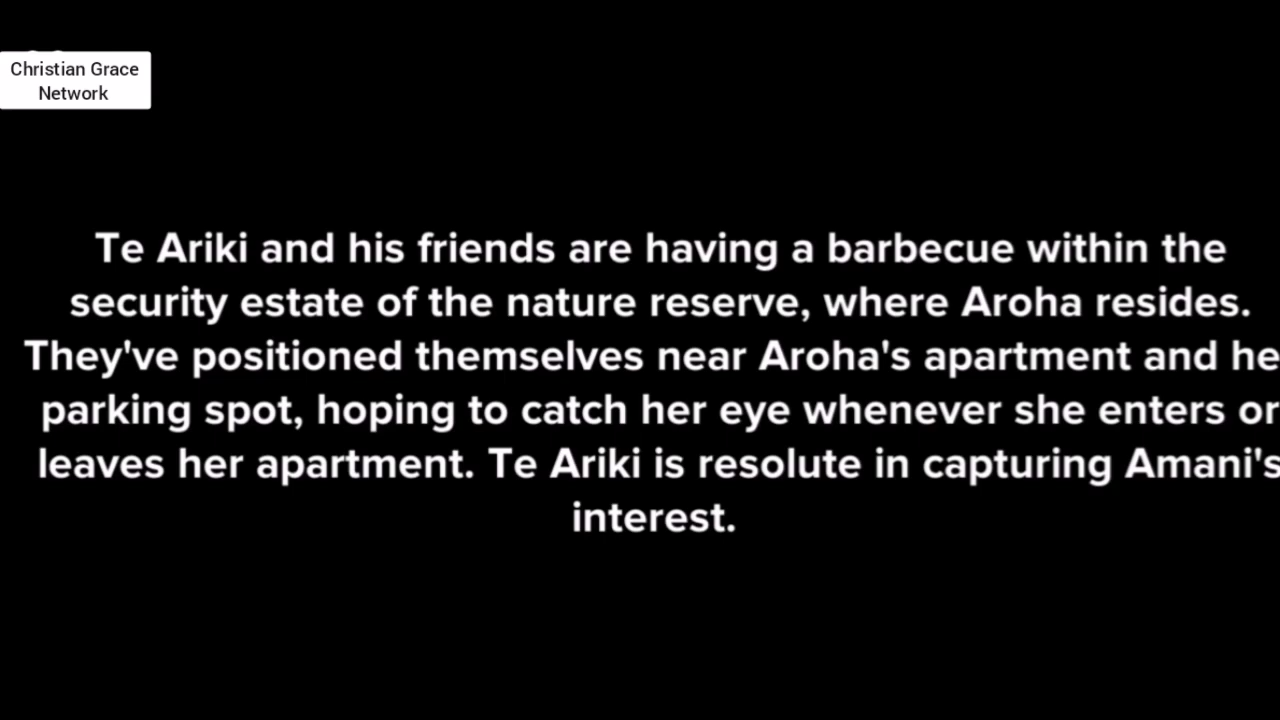 Christian Grace
Network
Te Ariki and his friends are having a barbecue within the
security estate of the nature reserve, where Aroha resides.
They've positioned themselves near Aroha's apartment and he
parking spot, hoping to catch her eye whenever she enters or
leaves her apartment. Te Ariki is resolute in capturing Amani's
interest.